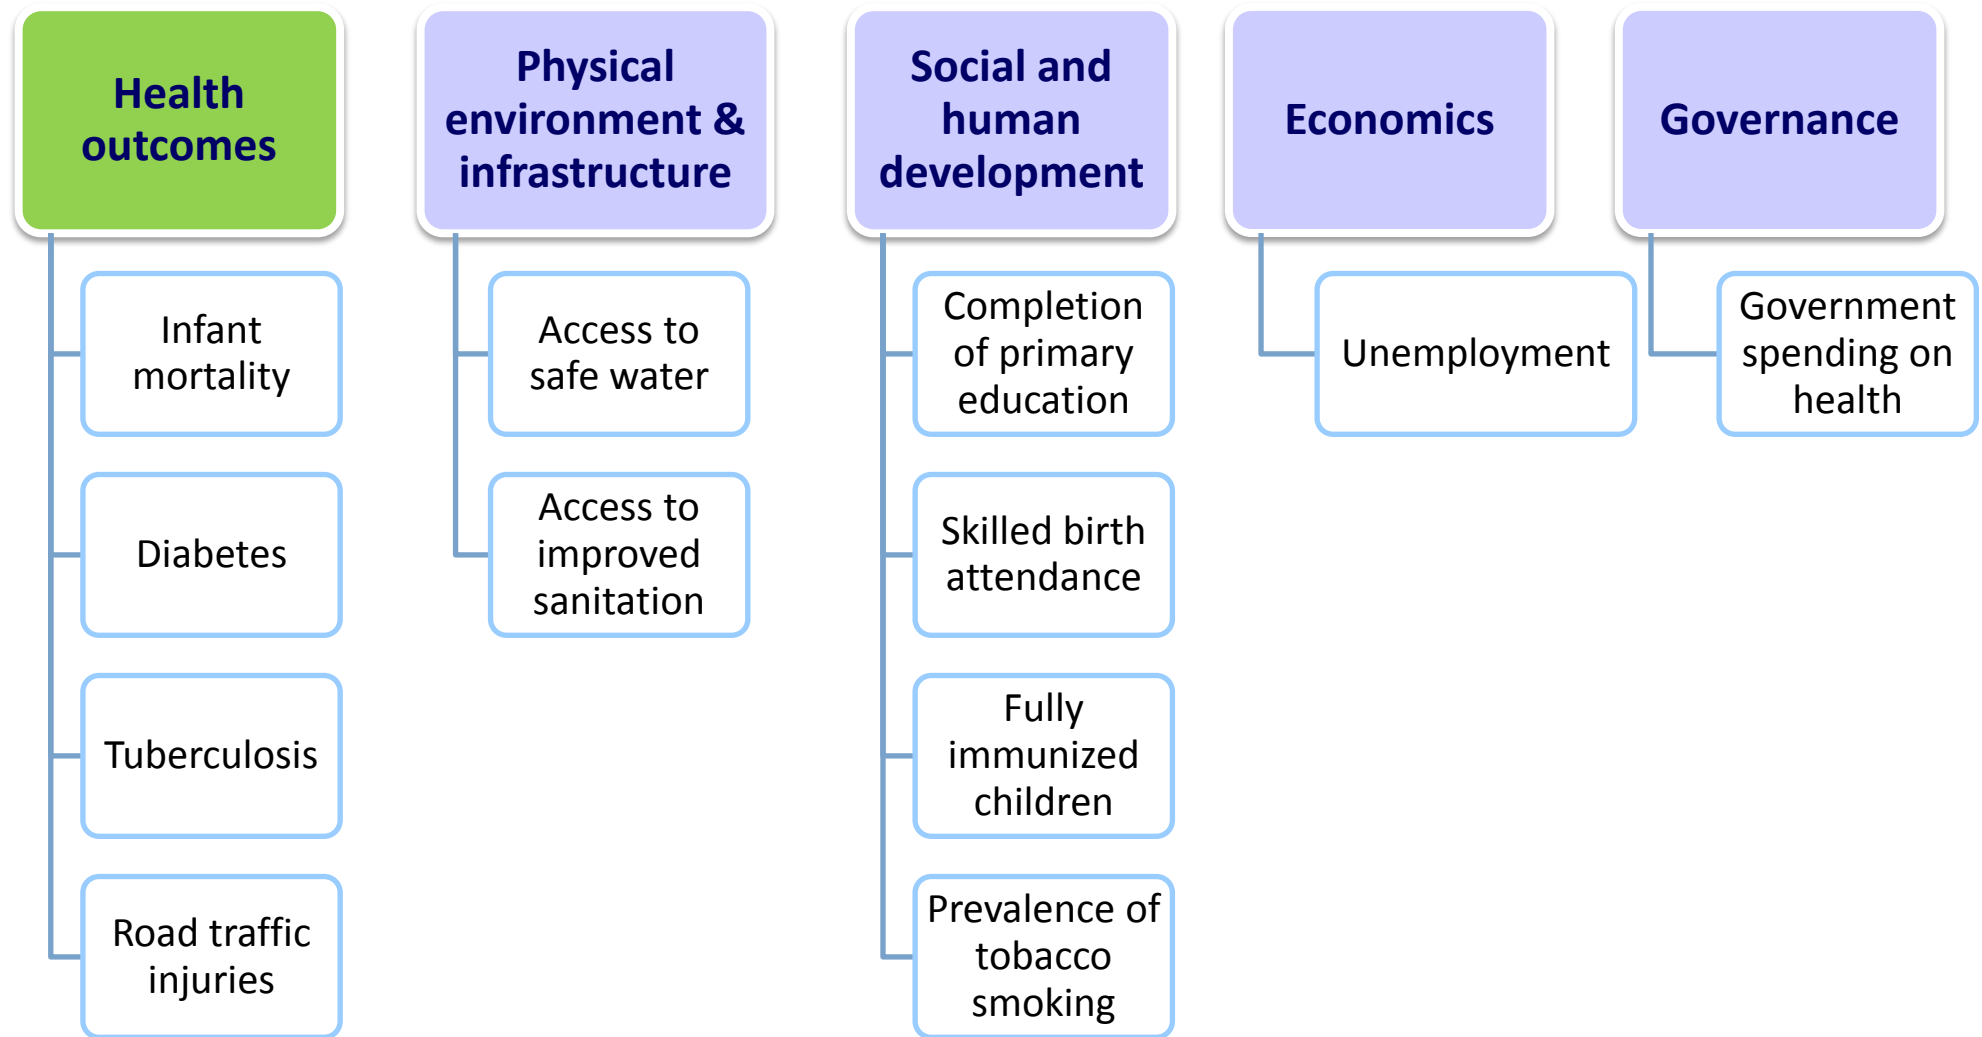 Health
outcomes
Infant
mortality
Diabetes
Tuberculosis
Road traffic
injuries
Physical
environment &
infrastructure
Access to
safe water
Access to
improved
sanitation
Social and
human
development
Completion
of primary
education
Skilled birth
attendance
Fully
immunized
children
Prevalence of
tobacco
smoking
Economics
Unemployment
Governance
Government
spending on
health